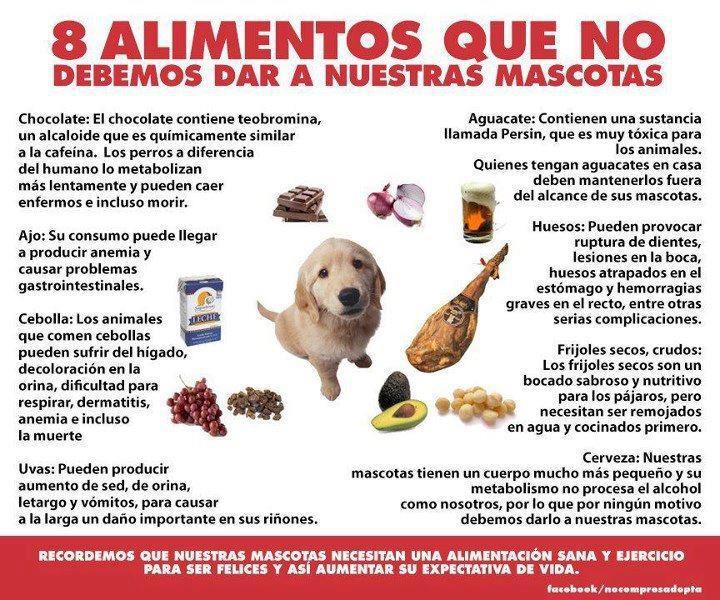 8 ALIMENTOS QUE NO
DEBEMOS DAR A NUESTRAS MASCOTAS
Chocolate: El chocolate contiene teobromina,
un alcaloide que es químicamente similar
a la cafeína. Los perros a diferencia
del humano lo metabolizan
más lentamente y pueden caer
enfermos e incluso morir.
Ajo: Su consumo puede llegar
a producir anemia y
causar problemas
gastrointestinales.
Cebolla: Los animales
que comen cebollas
pueden sufrir del hígado,
decoloración en la
orina, dificultad para
respirar, dermatitis,
anemia e incluso
la muerte
Uvas: Pueden producir
aumento de sed, de orina,
letargo y vómitos, para causar
a la larga un daño importante en sus riñones.
LECHE
Aguacate: Contienen una sustancia
llamada Persin, que es muy tóxica para
los animales.
Quienes tengan aguacates en casa
deben mantenerlos fuera
del alcance de sus mascotas.
Huesos: Pueden provocar
ruptura de dientes,
lesiones en la boca,
huesos atrapados en el
estómago y hemorragias
graves en el recto, entre otras
serias complicaciones.
Frijoles secos, crudos:
Los frijoles secos son un
bocado sabroso y nutritivo
para los pájaros, pero
necesitan ser remojados
en agua y cocinados primero.
Cerveza: Nuestras
mascotas tienen un cuerpo mucho más pequeño y su
metabolismo no procesa el alcohol
como nosotros, por lo que por ningún motivo
debemos darlo a nuestras mascotas.
RECORDEMOS QUE NUESTRAS MASCOTAS NECESITAN UNA ALIMENTACIÓN SANA Y EJERCICIO
PARA SER FELICES Y ASÍ AUMENTAR SU EXPECTATIVA DE VIDA.
facebook/nocompresadopta